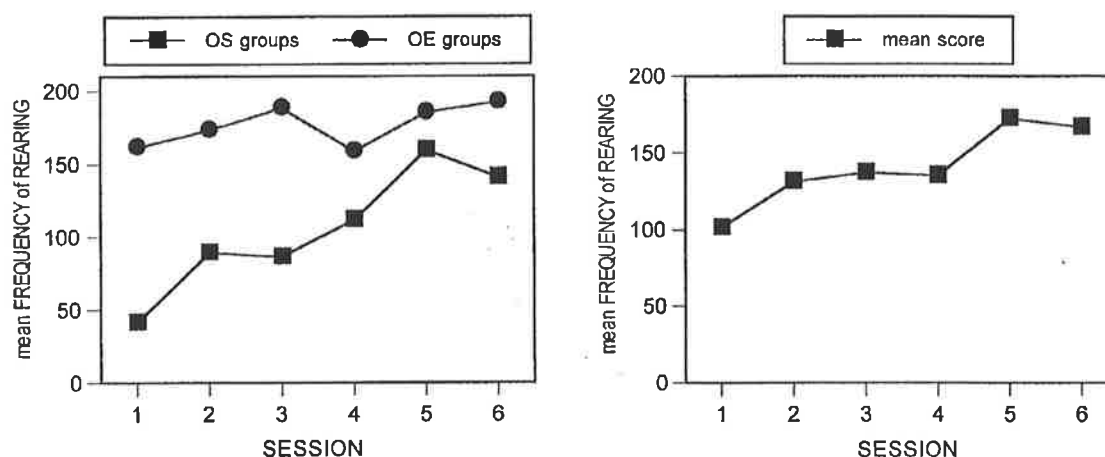 OS groups OE groups
mean FREQUENCY of REARING
200
150
100
50
0
1 2 3 4 5 6
SESSION
mean score
mean FREQUENCY of REARING
200
150
100
50
0
1 2 3 4 5 6
SESSION